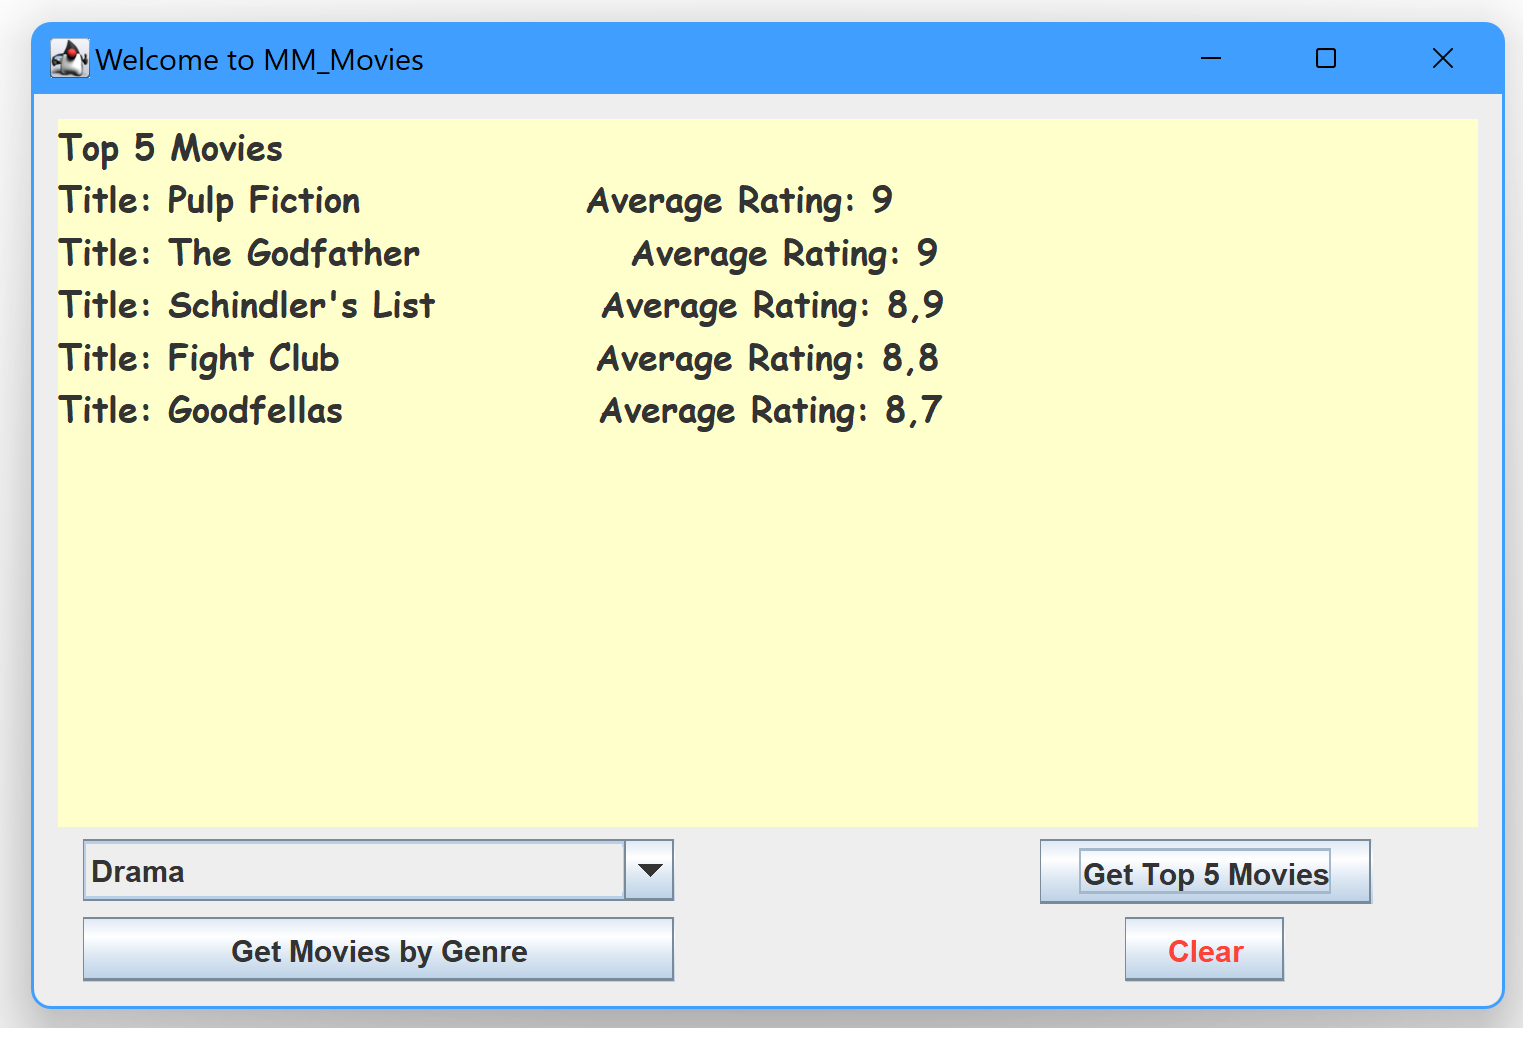 Welcome to MM_Movies
Top 5 Movies
Title: Pulp Fiction Average Rating: 9
Title: The Godfather Average Rating: 9
Title: Schindler's List Average Rating: 8,9
Title: Fight Club Average Rating: 8,8
Title: Goodfellas Average Rating: 8,7
Drama
Get Top 5 Movies
Get Movies by Genre
Clear